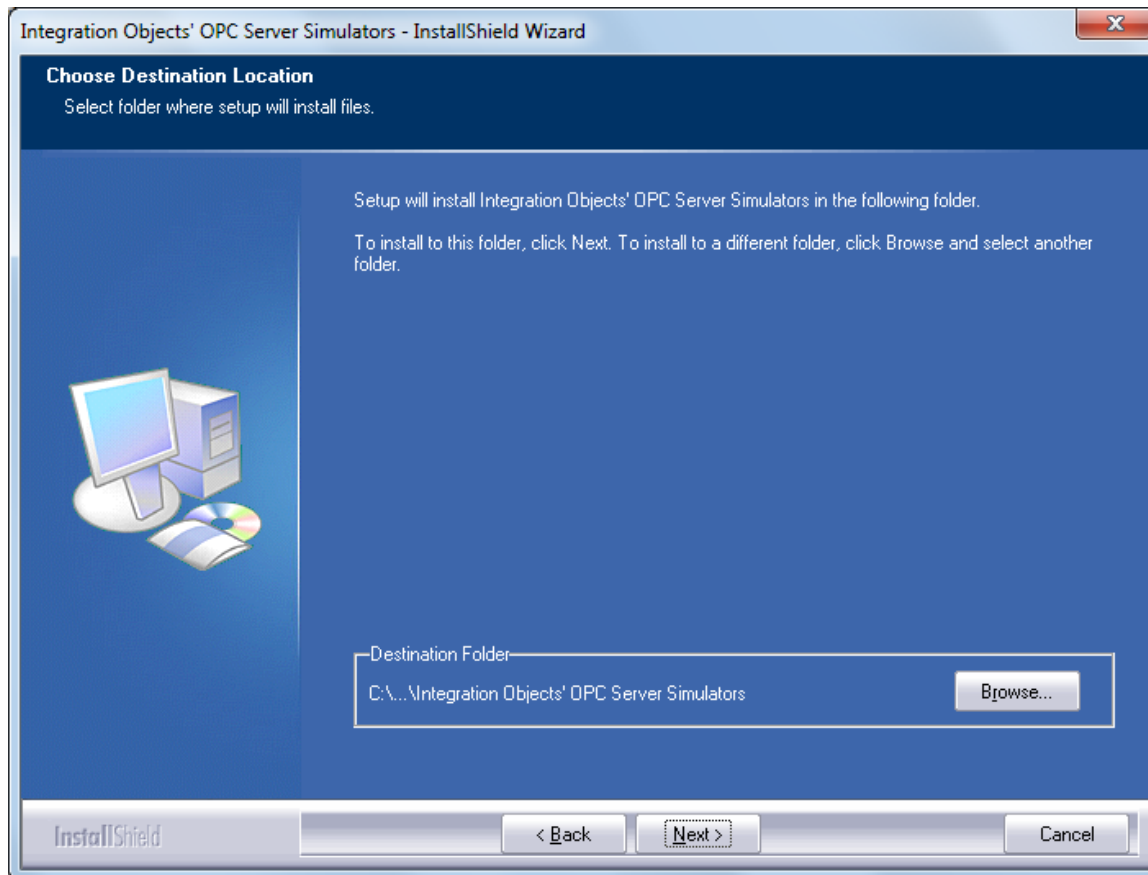 Integration Objects' OPC Server Simulators - InstallShield Wizard
Choose Destination Location
Select folder where setup will install files.
Setup will install Integration Objects' OPC Server Simulators in the following folder.
To install to this folder, click Next. To install to a different folder, click Browse and select another
folder.
Destination Folder
C:\...\Integration Objects' OPC Server Simulators
Browse...
InstallShield
< Back
Next >
Cancel